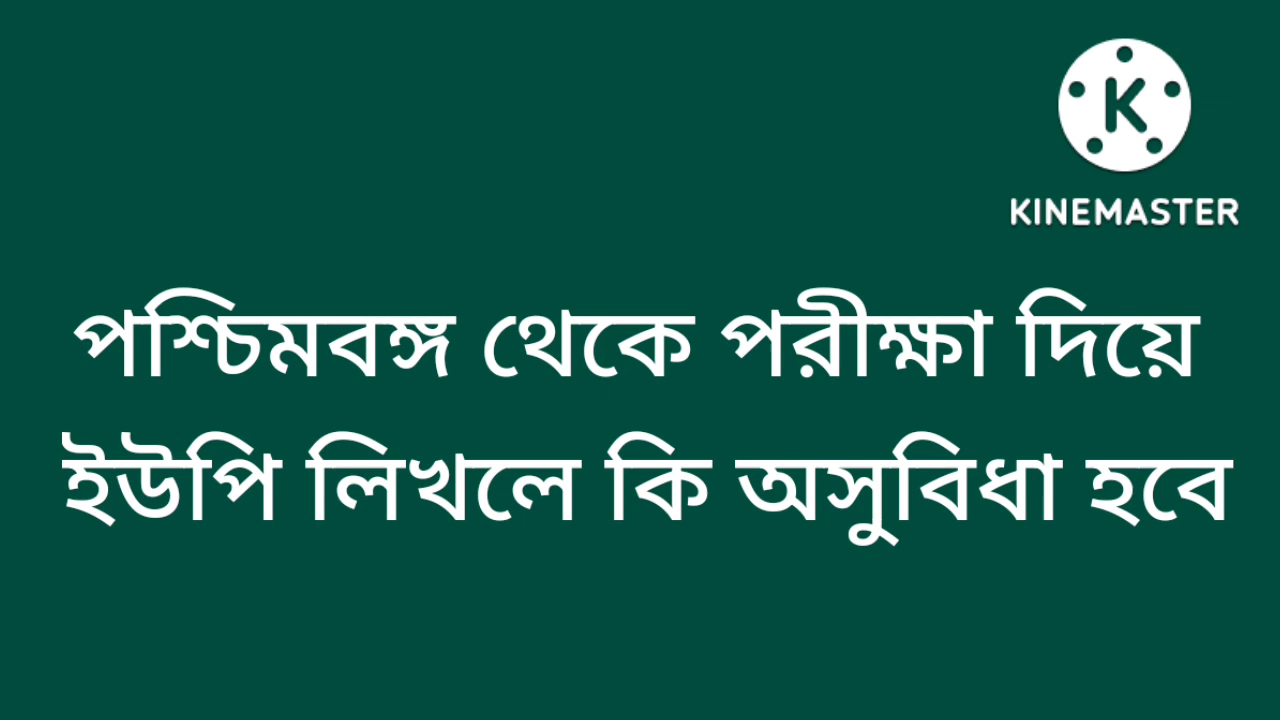 K
KINEMASTER
পশ্চিমবঙ্গ থেকে পরীক্ষা দিয়ে
ইউপি লিখলে কি অসুবিধা হবে